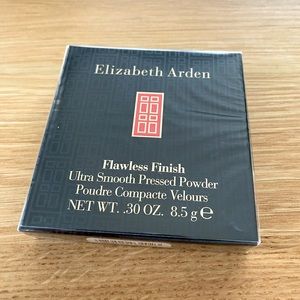 Elizabeth Arden
Flawless Finish
Ultra Smooth Pressed Powder
Poudre Compacte Velours
NET WT. .30 OZ. 8.5 g ℮